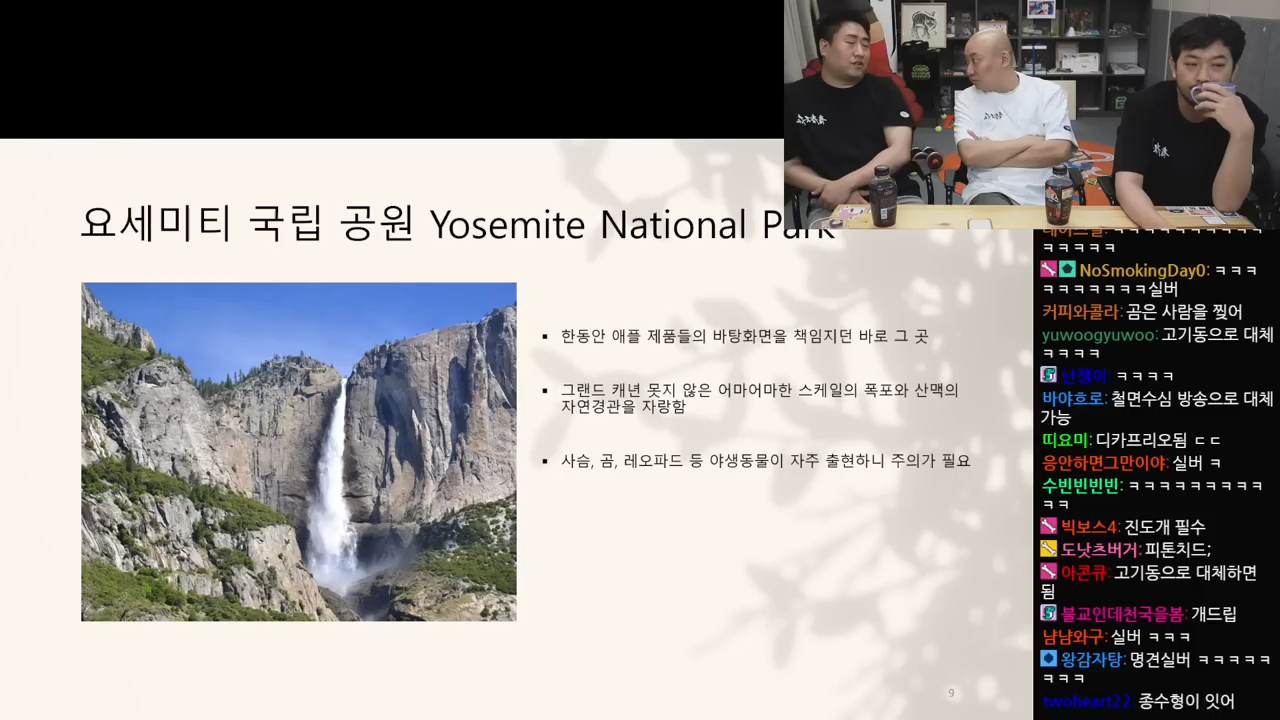 요세미티 국립 공원 Yosemite National Park
▪ 한동안 애플 제품들의 바탕화면을 책임지던 바로 그 곳
▪ 그랜드 캐년 못지 않은 어마어마한 스케일의 폭포와 산맥의
자연경관을 자랑함
▪ 사슴, 곰, 레오파드 등 야생동물이 자주 출현하니 주의가 필요
9
ㅋㅋㅋㅋㅋ
NoSmokingDay0: ㅋㅋㅋ
ㅋㅋㅋㅋㅋㅋㅋ실버
커피와콜라: 곰은 사람을 찢어
yuwoogyuwoo: 고기동으로 대체
ㅋㅋㅋㅋ
난쟁이: ㅋㅋㅋㅋ
바야흐로: 철면수심 방송으로 대체
가능
띠요미: 디카프리오됨 ㄷㄷ
응안하면그만이야: 실버 ㅋ
수빈빈빈빈: ㅋㅋㅋㅋㅋㅋㅋㅋㅋ
ㅋㅋ
빅보스4: 진도개 필수
도낫츠버거: 피톤치드;
아콘큐: 고기동으로 대체하면
됨
불교인데천국을봄: 개드립
냠냠와구: 실버 ㅋㅋㅋ
왕감자탕: 명견실버 ㅋㅋㅋㅋㅋ
ㅋㅋㅋ
twoheart22: 종수형이 잇어